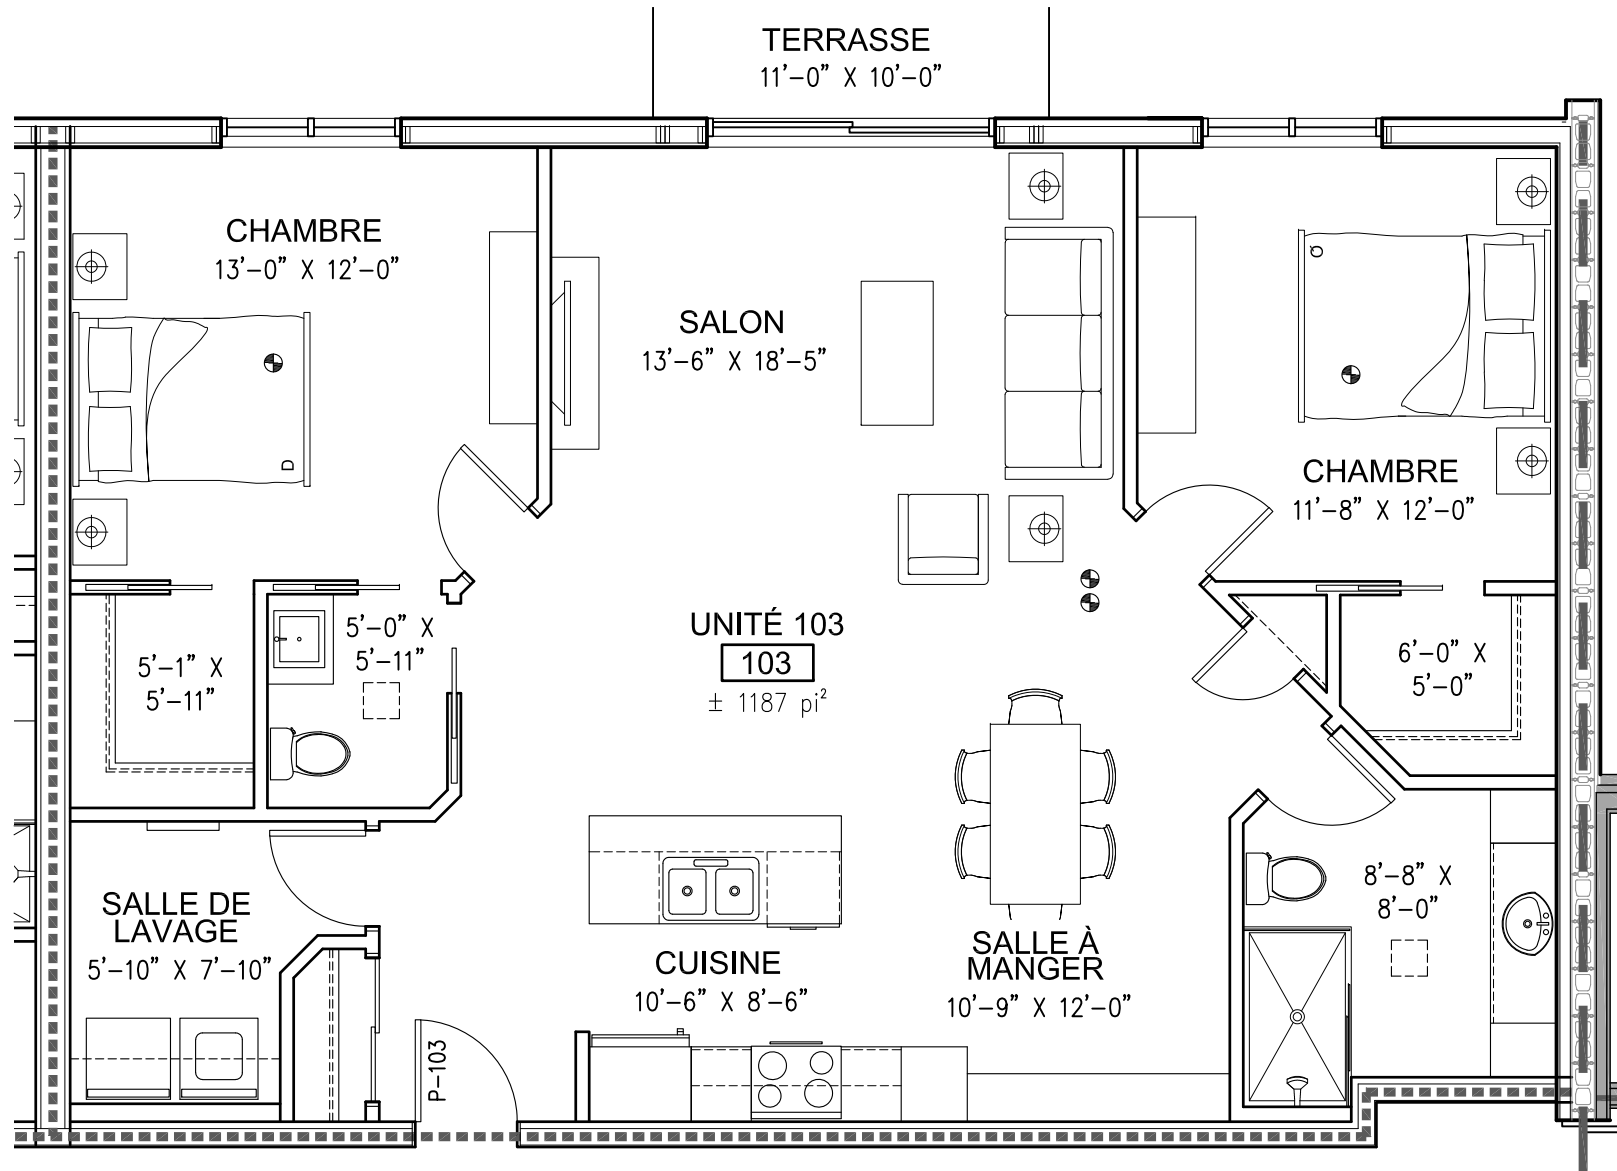 TERRASSE
11'-0" X 10'-0"
CHAMBRE
13'-0" X 12'-0"
SALON
13'-6" X 18'-5"
CHAMBRE
11'-8" X 12'-0"
5'-1" X
5'-11"
5'-0" X
5'-11"
UNITÉ 103
103
± 1187 pi²
6'-0" X
5'-0"
SALLE DE
LAVAGE
5'-10" X 7'-10"
CUISINE
10'-6" X 8'-6"
SALLE À
MANGER
10'-9" X 12'-0"
8'-8" X
8'-0"
P-103
D